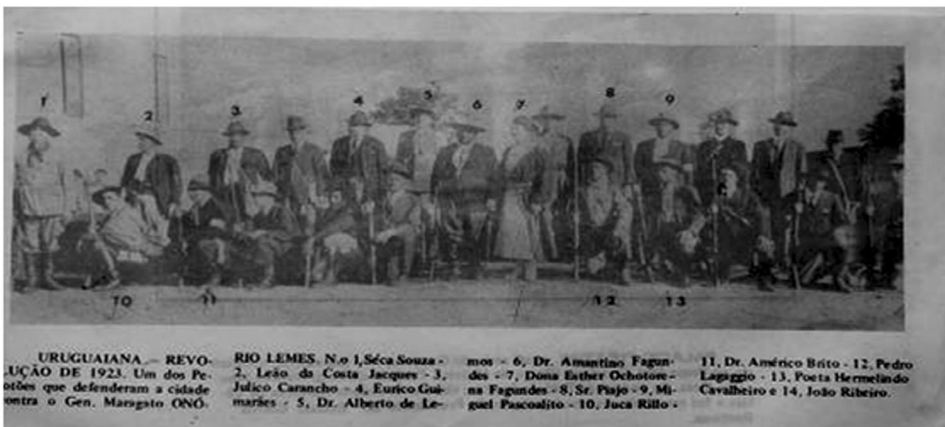 1 2 3 4 5 6 7 8 9
10 11 12 13
URUGUAIANA — REVO-
LUÇÃO DE 1923. Um dos Pe-
otões que defenderam a cidade
contra o Gen. Maragato ONÓ-
RIO LEMES. N.o 1, Séca Souza -
2, Leão da Costa Jacques - 3,
Julico Carancho - 4, Eurico Gui-
marães - 5, Dr. Alberto de Le-
mos - 6, Dr. Amantino Fagun-
des - 7, Dona Esther Ochotore-
na Fagundes - 8, Sr. Piajo - 9, Mi-
guel Pascoalito - 10, Juca Rillo -
11, Dr. Américo Brito - 12, Pedro
Lagaggio - 13, Poeta Hermelindo
Cavalheiro e 14, João Ribeiro.